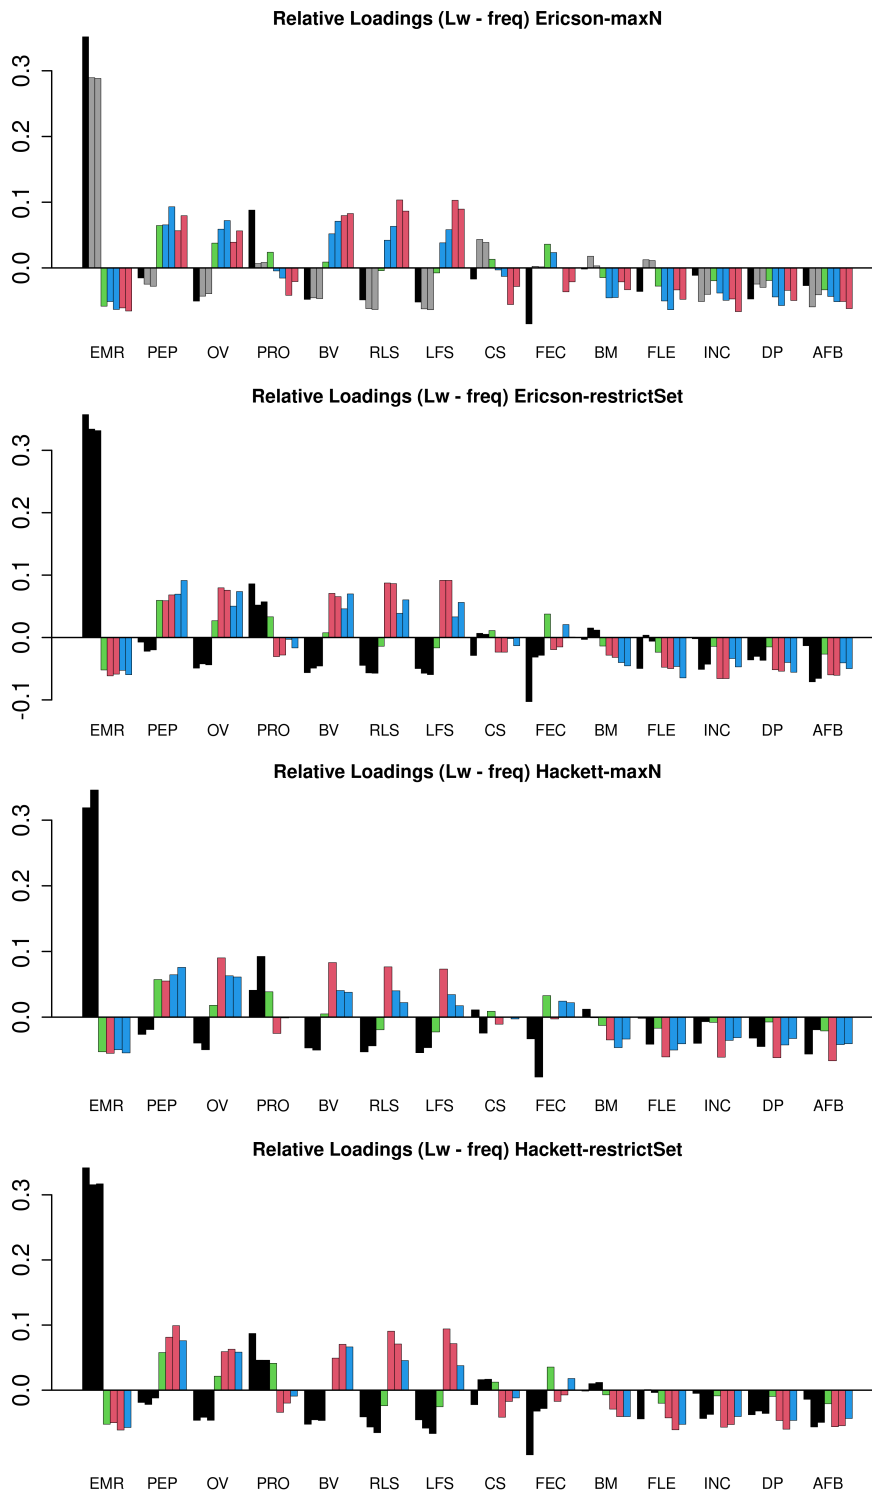 Relative Loadings (Lw - freq) Ericson-maxN
0.3
0.2
0.1
0.0
EMR PEP OV PRO BV RLS LFS CS FEC BM FLE INC DP AFB
Relative Loadings (Lw - freq) Ericson-restrictSet
0.3
0.2
0.1
0.0
-0.1
EMR PEP OV PRO BV RLS LFS CS FEC BM FLE INC DP AFB
Relative Loadings (Lw - freq) Hackett-maxN
0.3
0.2
0.1
0.0
EMR PEP OV PRO BV RLS LFS CS FEC BM FLE INC DP AFB
Relative Loadings (Lw - freq) Hackett-restrictSet
0.3
0.2
0.1
0.0
EMR PEP OV PRO BV RLS LFS CS FEC BM FLE INC DP AFB